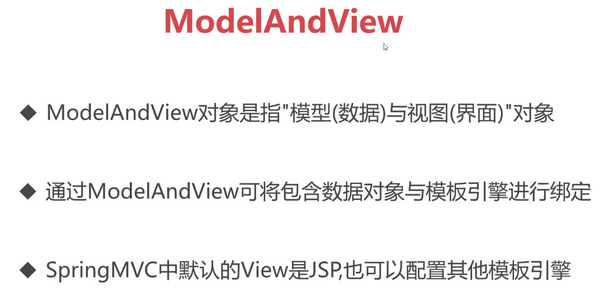 ModelAndView
◆ ModelAndView对象是指"模型(数据)与视图(界面)"对象
◆ 通过ModelAndView可将包含数据对象与模板引擎进行绑定
◆ SpringMVC中默认的View是JSP,也可以配置其他模板引擎